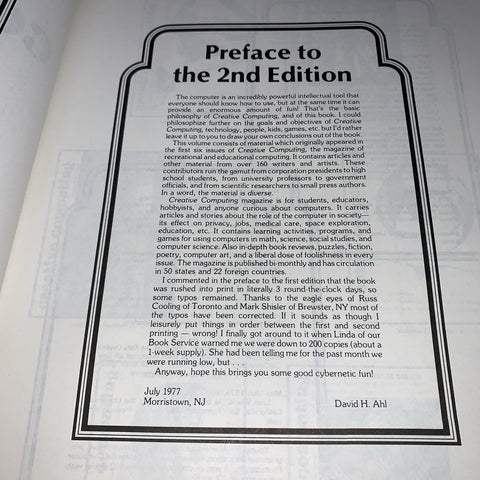 Preface to
the 2nd Edition
The computer is an incredibly powerful intellectual tool that
everyone should know how to use, but at the same time it can
provide an enormous amount of fun! That's the basic
philosophy of Creative Computing, and of this book. I could
philosophize further on the goals and objectives of Creative
Computing, technology, people, kids, games, etc. but I'd rather
leave it up to you to draw your own conclusions out of the book.
This volume consists of material which originally appeared in
the first six issues of Creative Computing, the magazine of
recreational and educational computing. It contains articles and
other material from over 160 writers and artists. These
contributors run the gamut from corporation presidents to high
school students, from university professors to government
officials, and from scientific researchers to small press authors.
In a word, the material is diverse.
Creative Computing magazine is for students, educators,
hobbyists, and anyone curious about computers. It carries
articles and stories about the role of the computer in society—
its effect on privacy, jobs, medical care, space exploration,
education, etc. It contains learning activities, programs, and
games for using computers in math, science, social studies, and
computer science. Also in-depth book reviews, puzzles, fiction,
poetry, computer art, and a liberal dose of foolishness in every
issue. The magazine is published bi-monthly and has circulation
in 50 states and 22 foreign countries.
I commented in the preface to the first edition that the book
was rushed into print in literally 3 round-the-clock days, so
some typos remained. Thanks to the eagle eyes of Russ
Cooling of Toronto and Mark Shisler of Brewster, NY most of
the typos have been corrected. If it sounds as though I
leisurely put things in order between the first and second
printing — wrong! I finally got around to it when Linda of our
Book Service warned me we were down to 200 copies (about a
1-week supply). She had been telling me for the past month we
were running low, but . . .
Anyway, hope this brings you some good cybernetic fun!
July 1977
Morristown, NJ
David H. Ahl